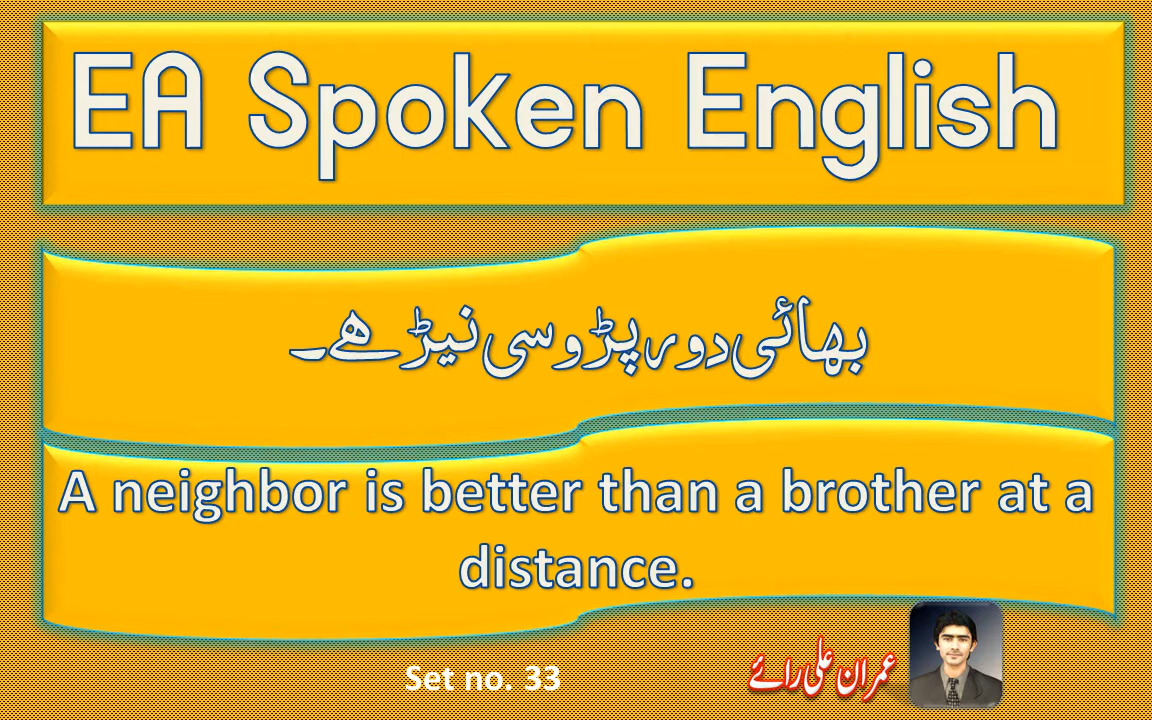 EA Spoken English
بھائی دور پڑوسی نیڑھے۔
A neighbor is better than a brother at a
distance.
Set no. 33
عمران علی رائے